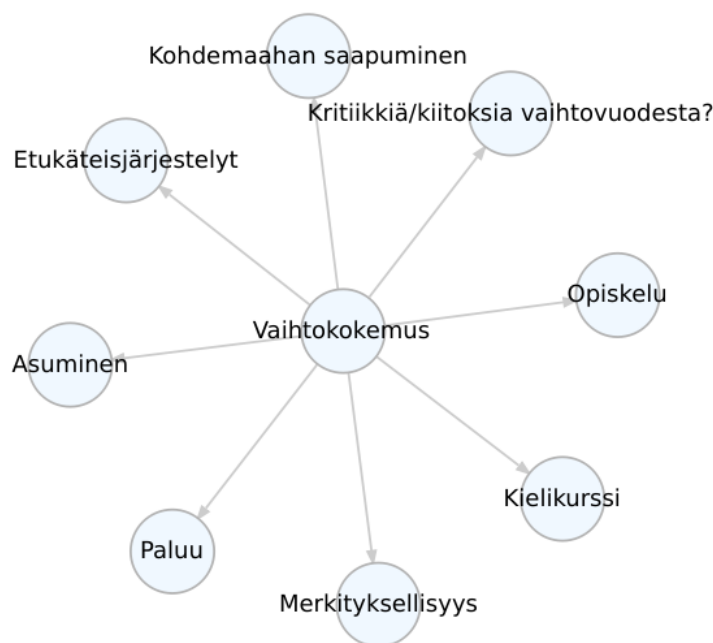 Kohdemaahan saapuminen
Kritiikkiä/kiitoksia vaihtovuodesta?
Etukäteisjärjestelyt
Opiskelu
Vaihtokokemus
Asuminen
Kielikurssi
Paluu
Merkityksellisyys